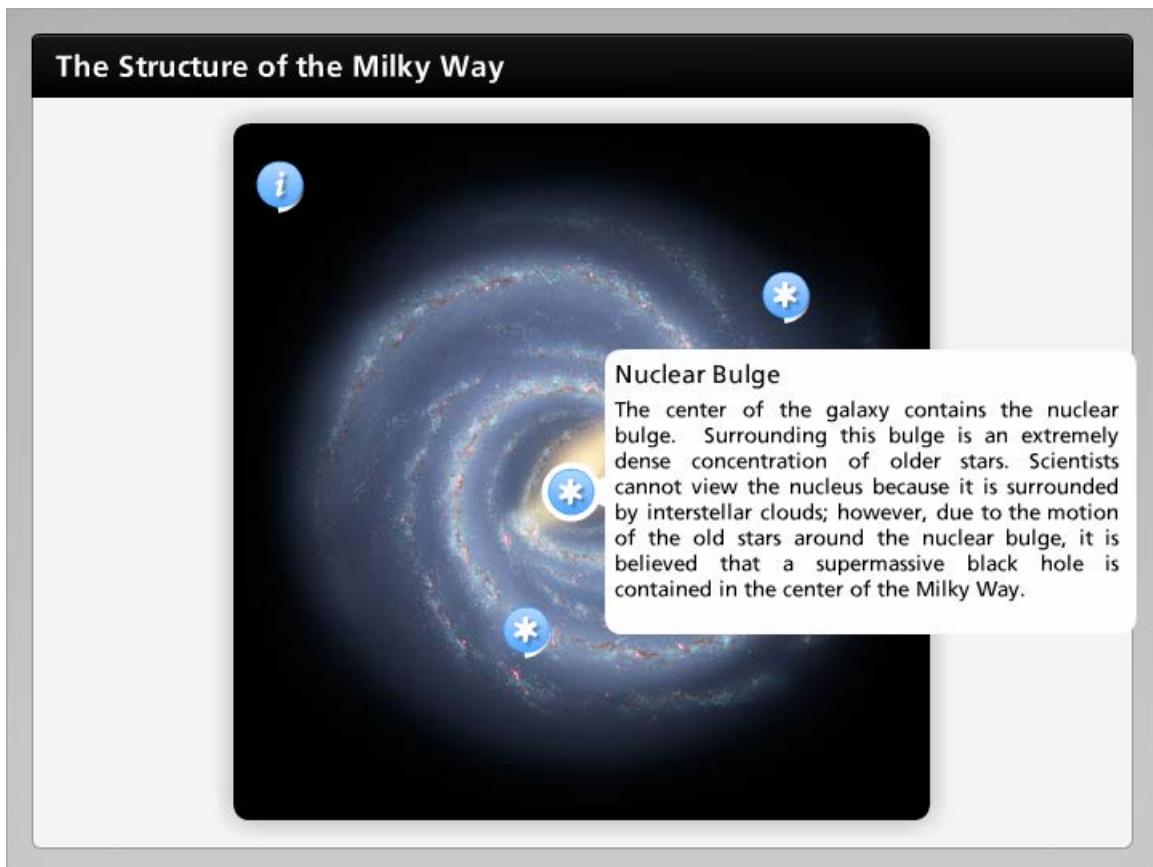 The Structure of the Milky Way
i
Nuclear Bulge
The center of the galaxy contains the nuclear
bulge. Surrounding this bulge is an extremely
dense concentration of older stars. Scientists
cannot view the nucleus because it is surrounded
by interstellar clouds; however, due to the motion
of the old stars around the nuclear bulge, it is
believed that a supermassive black hole is
contained in the center of the Milky Way.